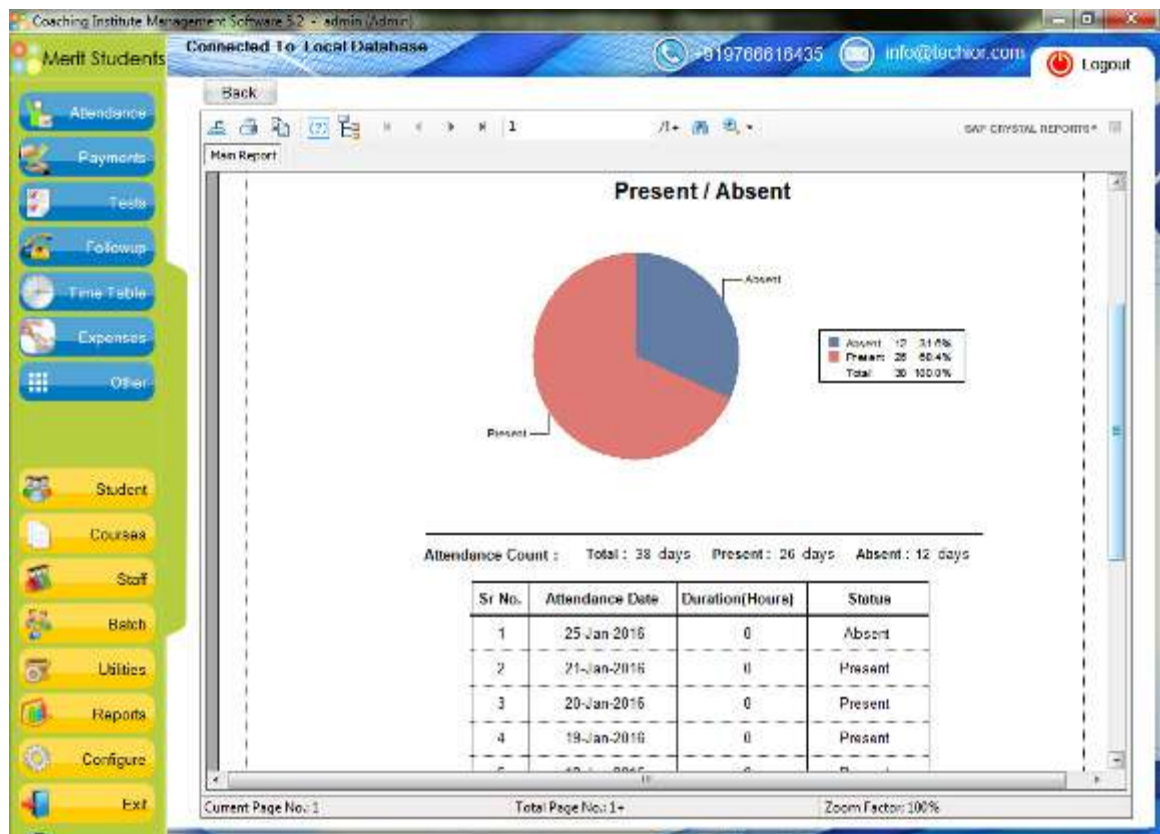 Coaching Institute Management Software 5.2 - admin (Admin)
Merit Students
Connected To Local Database
+919766616435
info@techior.com
Logout
Attendance
Payments
Tests
Followup
Time Table
Expenses
Other
Student
Courses
Staff
Batch
Utilities
Reports
Configure
Exit
Back
1
/1+
SAP CRYSTAL REPORTS
Main Report
Present / Absent
Absent
Present
Absent 12 31.6%
Present 26 68.4%
Total 38 100.0%
Attendance Count : Total : 38 days Present : 26 days Absent : 12 days
Sr No. Attendance Date Duration(Hours) Status
1 25-Jan-2016 0 Absent
2 21-Jan-2016 0 Present
3 20-Jan-2016 0 Present
4 19-Jan-2016 0 Present
Current Page No.: 1
Total Page No.: 1+
Zoom Factor: 100%